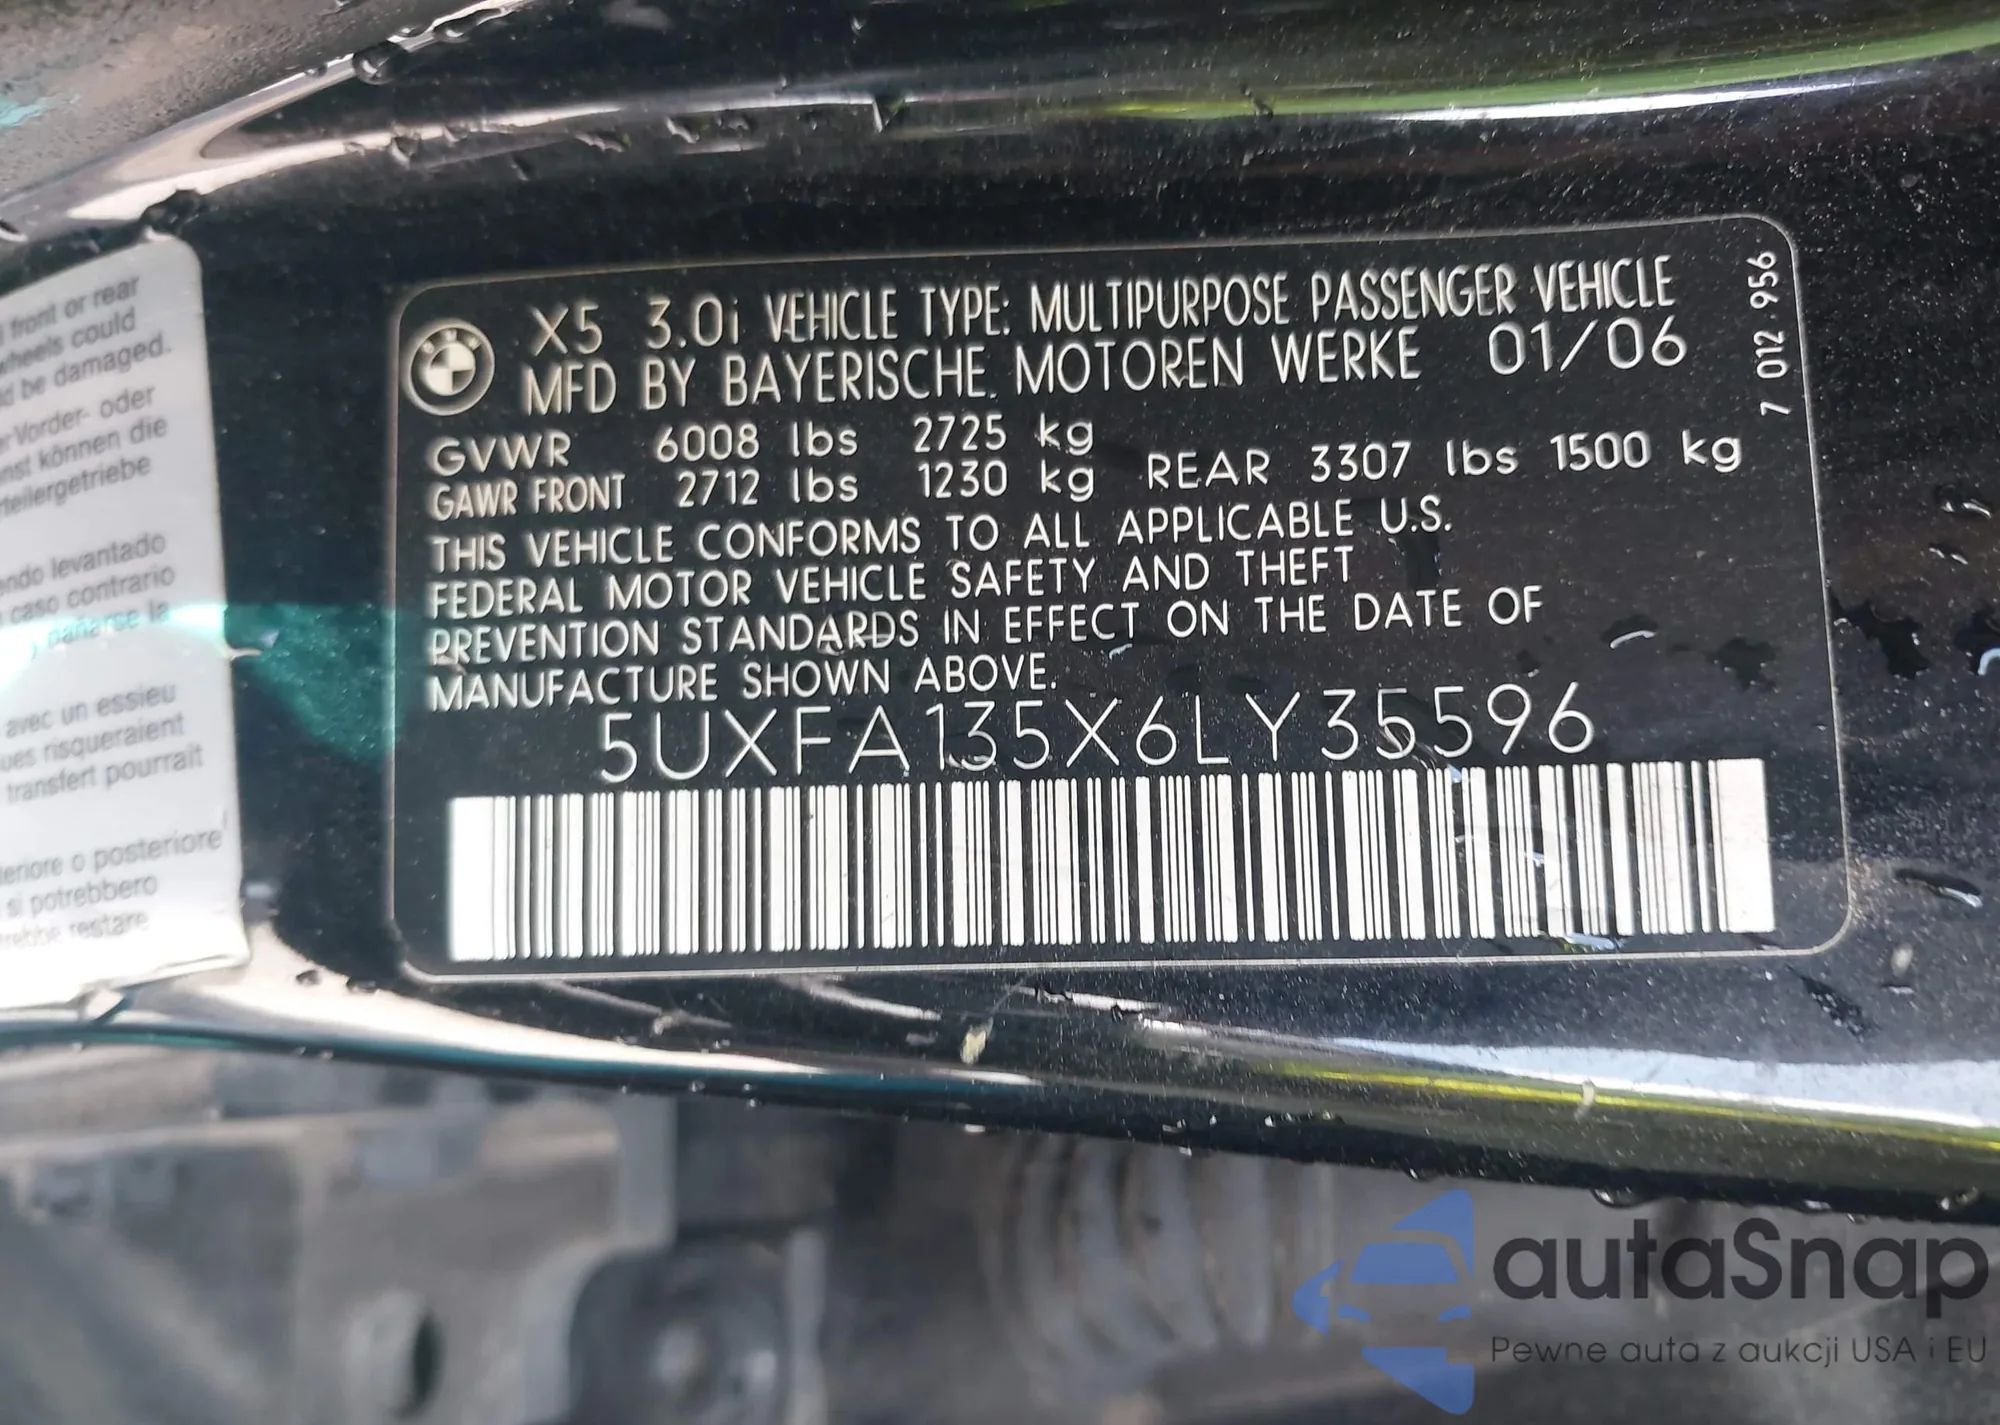 front or rear
wheels could
be damaged.
Vorder- oder
können die
teilergetriebe
levantado
caso contrario
dañarse la
avec un essieu
risqueraient
transfert pourrait
o posteriore
si potrebbero
restare
X5 3.0i VEHICLE TYPE: MULTIPURPOSE PASSENGER VEHICLE
MFD BY BAYERISCHE MOTOREN WERKE 01/06
GVWR 6008 lbs 2725 kg
GAWR FRONT 2712 lbs 1230 kg REAR 3307 lbs 1500 kg
THIS VEHICLE CONFORMS TO ALL APPLICABLE U.S.
FEDERAL MOTOR VEHICLE SAFETY AND THEFT
PREVENTION STANDARDS IN EFFECT ON THE DATE OF
MANUFACTURE SHOWN ABOVE.
5UXFA135X6LY35596
7 012 956
autaSnap
Pewne auta z aukcji USA i EU